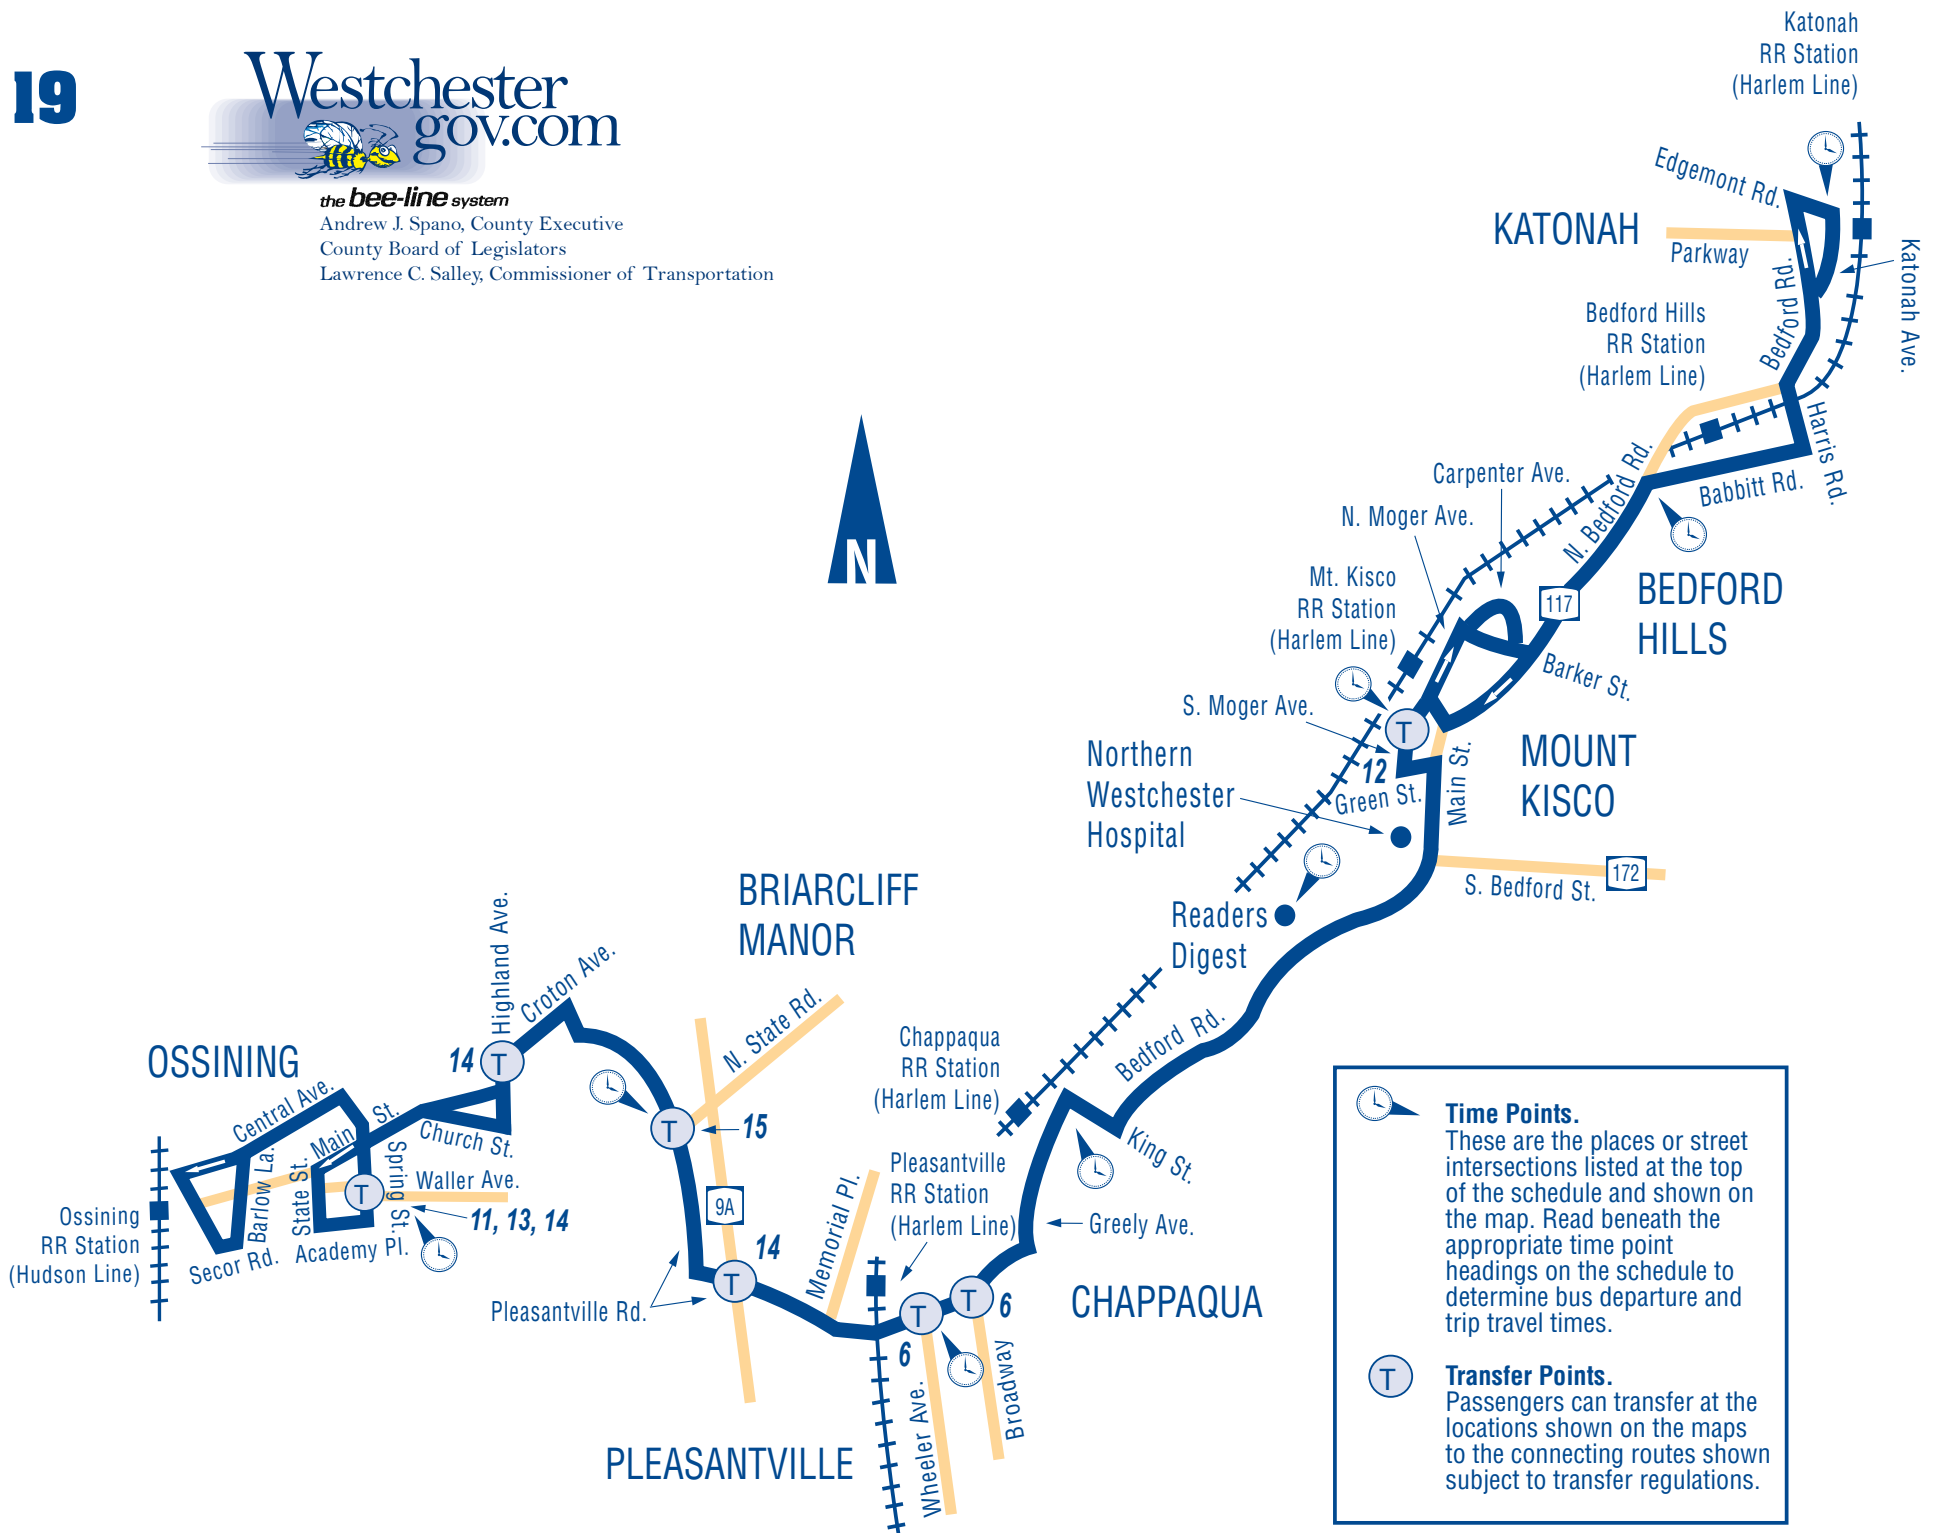 19
Westchester
gov.com
the bee-line system
Andrew J. Spano, County Executive
County Board of Legislators
Lawrence C. Salley, Commissioner of Transportation
Katonah
RR Station
(Harlem Line)
Edgemont Rd.
KATONAH
Parkway
Bedford Rd.
Katonah Ave.
Bedford Hills
RR Station
(Harlem Line)
Harris Rd.
Babbitt Rd.
N. Bedford Rd.
Carpenter Ave.
N. Moger Ave.
N
Mt. Kisco
RR Station
(Harlem Line)
117
BEDFORD
HILLS
Barker St.
S. Moger Ave.
T
12
Green St.
Main St.
MOUNT
KISCO
Northern
Westchester
Hospital
172
S. Bedford St.
Readers
Digest
BRIARCLIFF
MANOR
Highland Ave.
Croton Ave.
N. State Rd.
14
T
OSSINING
Central Ave.
Main St.
Church St.
Barlow La.
State St.
Spring St.
Waller Ave.
T
11, 13, 14
Academy Pl.
Secor Rd.
Ossining
RR Station
(Hudson Line)
T
15
9A
14
T
Pleasantville Rd.
Memorial Pl.
Chappaqua
RR Station
(Harlem Line)
Bedford Rd.
King St.
Pleasantville
RR Station
(Harlem Line)
Greely Ave.
T
6
T
6
CHAPPAQUA
Broadway
Wheeler Ave.
PLEASANTVILLE
Time Points.
These are the places or street
intersections listed at the top
of the schedule and shown on
the map. Read beneath the
appropriate time point
headings on the schedule to
determine bus departure and
trip travel times.
T
Transfer Points.
Passengers can transfer at the
locations shown on the maps
to the connecting routes shown
subject to transfer regulations.